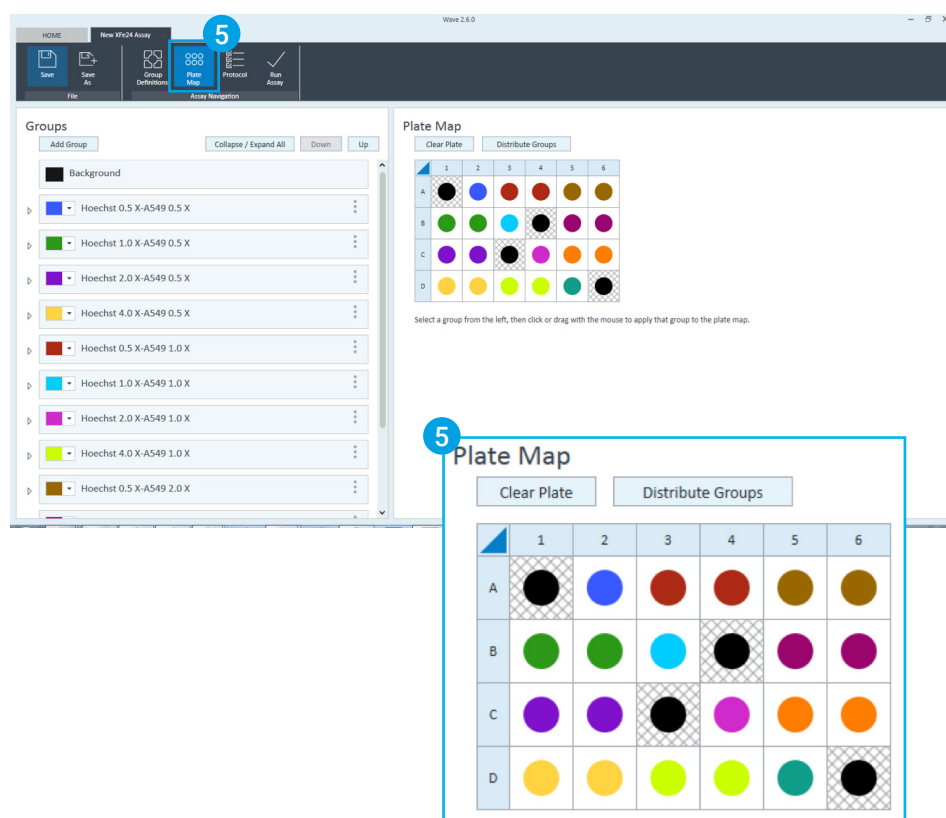 Wave 2.6.0
HOME New XFe24 Assay
5
Save Save As Group Definitions Plate Map Protocol Run Assay
File Assay Navigation
Groups
Add Group Collapse / Expand All Down Up
Background
Hoechst 0.5 X-A549 0.5 X
Hoechst 1.0 X-A549 0.5 X
Hoechst 2.0 X-A549 0.5 X
Hoechst 4.0 X-A549 0.5 X
Hoechst 0.5 X-A549 1.0 X
Hoechst 1.0 X-A549 1.0 X
Hoechst 2.0 X-A549 1.0 X
Hoechst 4.0 X-A549 1.0 X
Hoechst 0.5 X-A549 2.0 X
Plate Map
Clear Plate Distribute Groups
1 2 3 4 5 6
A
B
C
D
Select a group from the left, then click or drag with the mouse to apply that group to the plate map.
5
Plate Map
Clear Plate Distribute Groups
1 2 3 4 5 6
A
B
C
D